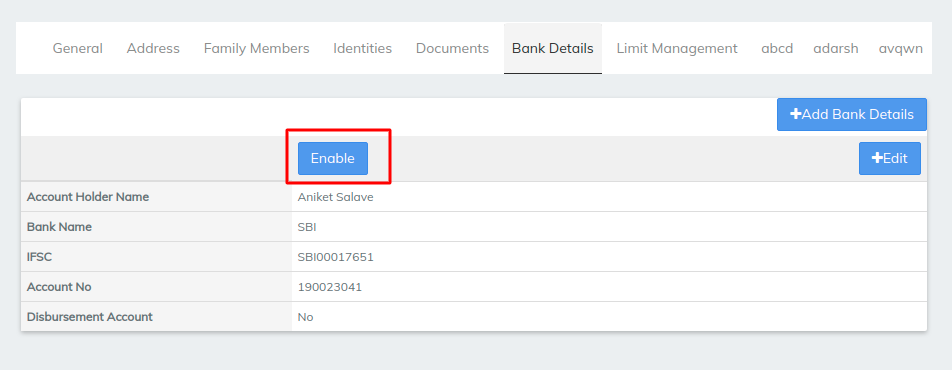 General Address Family Members Identities Documents Bank Details Limit Management abcd adarsh avqwn
+Add Bank Details
Enable +Edit
Account Holder Name Aniket Salave
Bank Name SBI
IFSC SBI00017651
Account No 190023041
Disbursement Account No